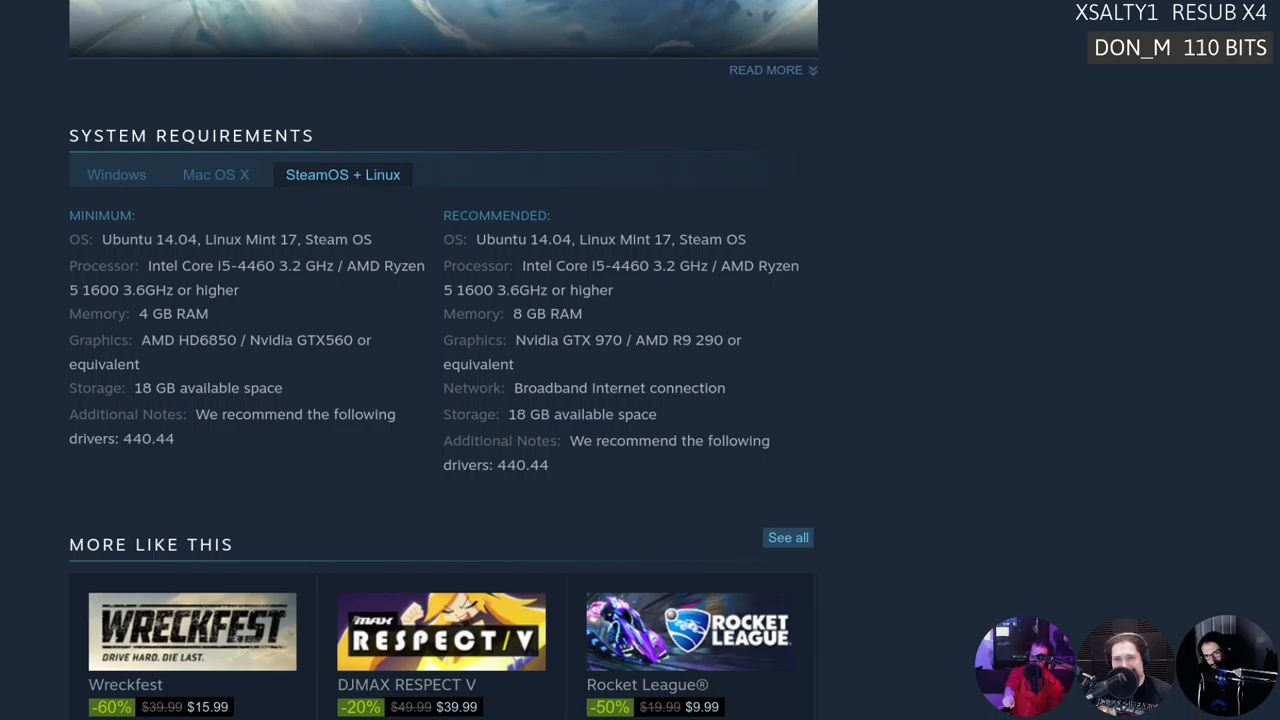 XSALTY1 RESUB X4
DON_M 110 BITS
READ MORE
SYSTEM REQUIREMENTS
Windows Mac OS X SteamOS + Linux
MINIMUM:
OS: Ubuntu 14.04, Linux Mint 17, Steam OS
Processor: Intel Core i5-4460 3.2 GHz / AMD Ryzen
5 1600 3.6GHz or higher
Memory: 4 GB RAM
Graphics: AMD HD6850 / Nvidia GTX560 or
equivalent
Storage: 18 GB available space
Additional Notes: We recommend the following
drivers: 440.44
RECOMMENDED:
OS: Ubuntu 14.04, Linux Mint 17, Steam OS
Processor: Intel Core i5-4460 3.2 GHz / AMD Ryzen
5 1600 3.6GHz or higher
Memory: 8 GB RAM
Graphics: Nvidia GTX 970 / AMD R9 290 or
equivalent
Network: Broadband Internet connection
Storage: 18 GB available space
Additional Notes: We recommend the following
drivers: 440.44
MORE LIKE THIS
See all
WRECKFEST
DRIVE HARD. DIE LAST.
Wreckfest
-60% $39.99 $15.99
DJMAX
RESPECT/V
DJMAX RESPECT V
-20% $49.99 $39.99
ROCKET
LEAGUE
Rocket League®
-50% $19.99 $9.99